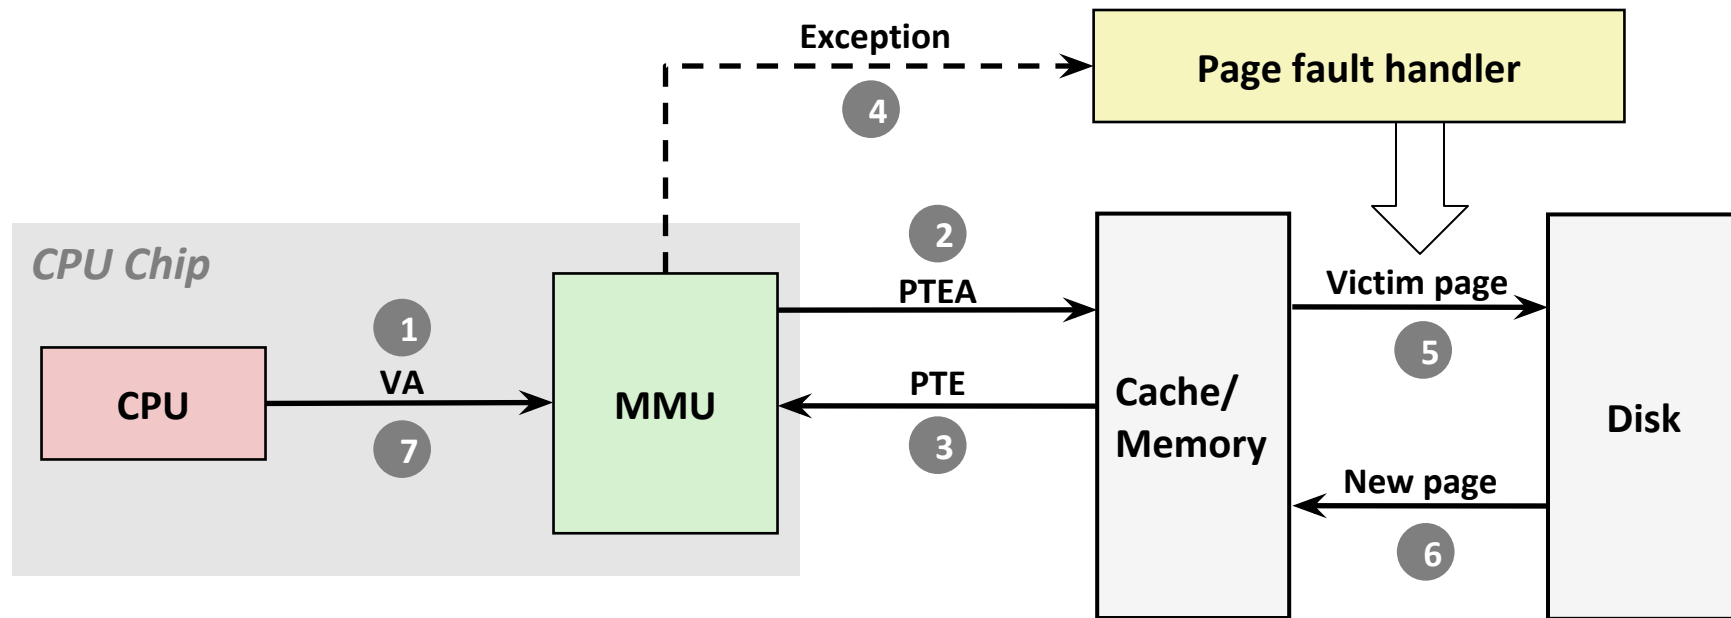 Exception
Page fault handler
4
CPU Chip
2
PTEA
Victim page
1
5
VA
PTE
CPU
MMU
Cache/
Memory
Disk
7
3
New page
6